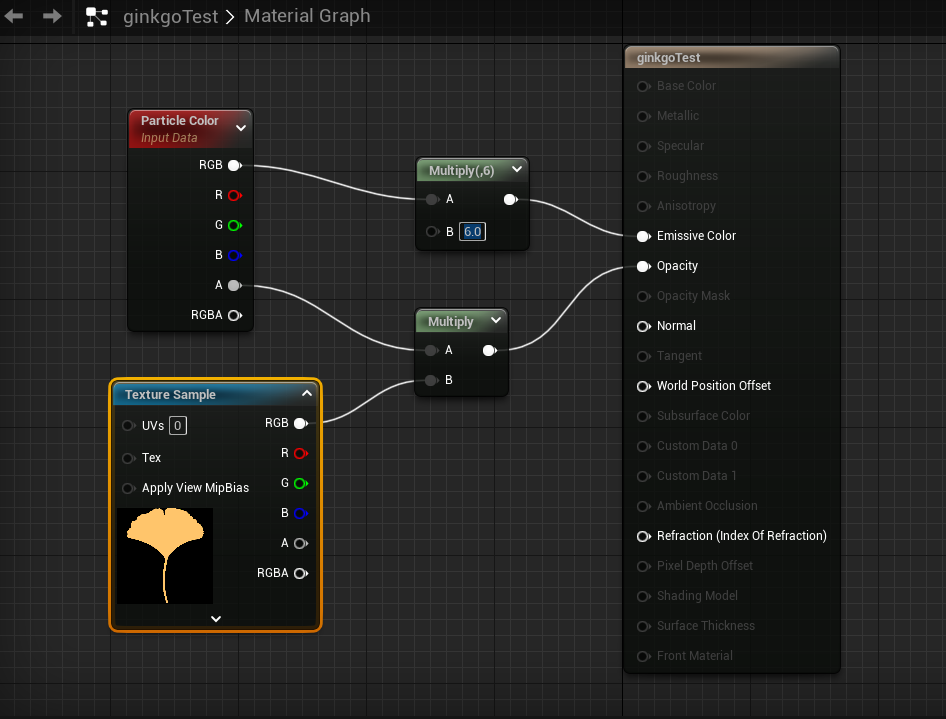 ginkgoTest > Material Graph
Particle Color
Input Data
RGB
R
G
B
A
RGBA
Multiply(,6)
A
B 6.0
Multiply
A
B
Texture Sample
UVs 0
Tex
Apply View MipBias
RGB
R
G
B
A
RGBA
ginkgoTest
Base Color
Metallic
Specular
Roughness
Anisotropy
Emissive Color
Opacity
Opacity Mask
Normal
Tangent
World Position Offset
Subsurface Color
Custom Data 0
Custom Data 1
Ambient Occlusion
Refraction (Index Of Refraction)
Pixel Depth Offset
Shading Model
Surface Thickness
Front Material